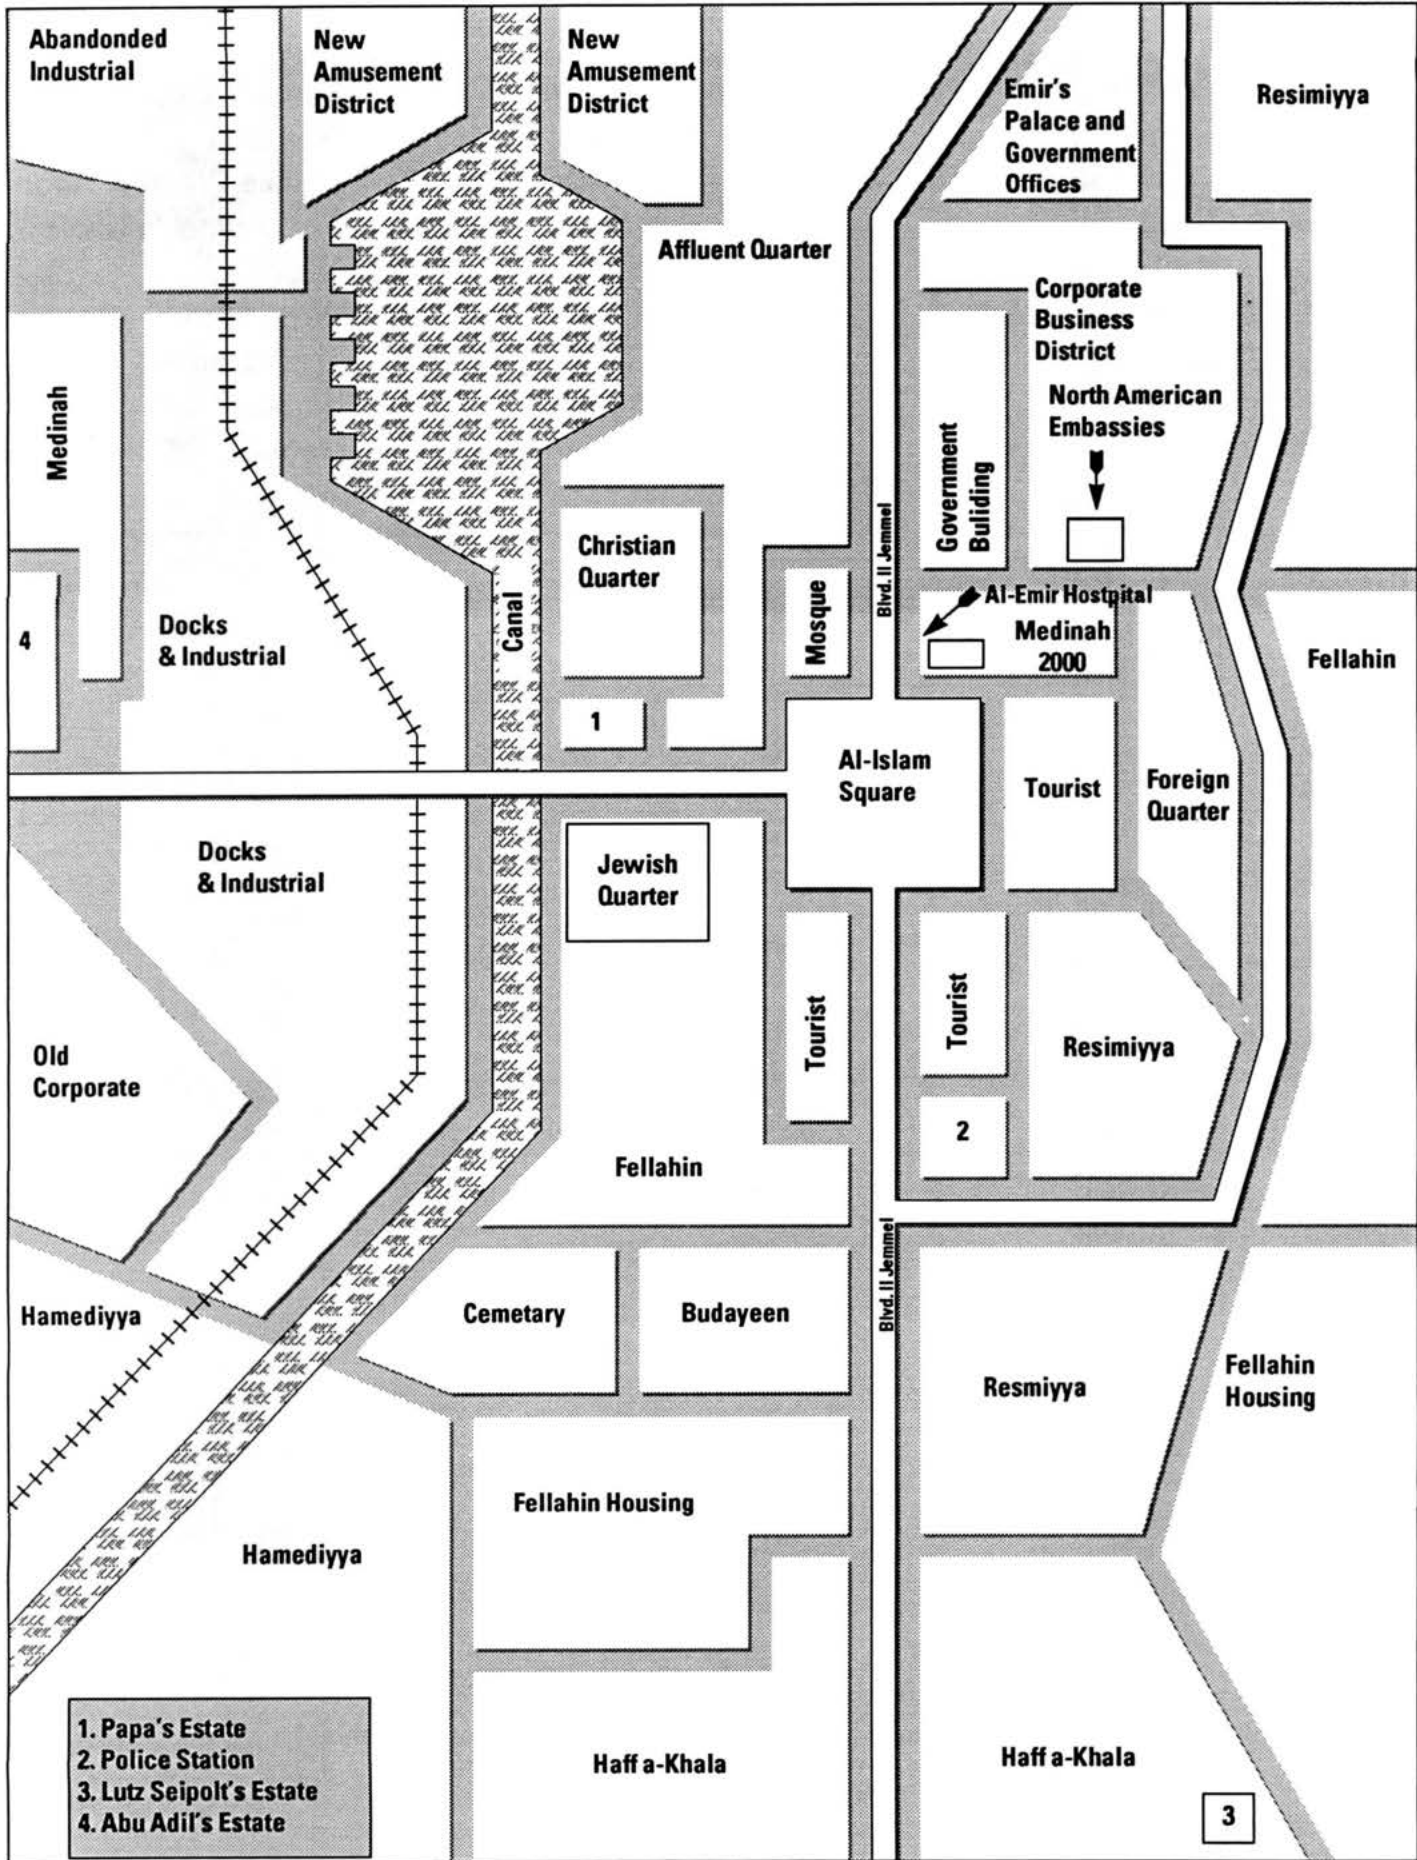 Abandonded
Industrial
New
Amusement
District
New
Amusement
District
Emir's
Palace and
Government
Offices
Resimiyya
Affluent Quarter
Corporate
Business
District
North American
Embassies
Medinah
Government
Buliding
Christian
Quarter
Mosque
Blvd. Il Jemmel
Al-Emir Hostpital
Medinah
2000
4
Docks
& Industrial
Canal
Fellahin
1
Al-Islam
Square
Tourist
Foreign
Quarter
Docks
& Industrial
Jewish
Quarter
Tourist
Tourist
Resimiyya
Old
Corporate
2
Fellahin
Blvd. Il Jemmel
Hamediyya
Cemetary
Budayeen
Resmiyya
Fellahin
Housing
Fellahin Housing
Hamediyya
1. Papa's Estate
2. Police Station
3. Lutz Seipolt's Estate
4. Abu Adil's Estate
Haffa-Khala
Haffa-Khala
3